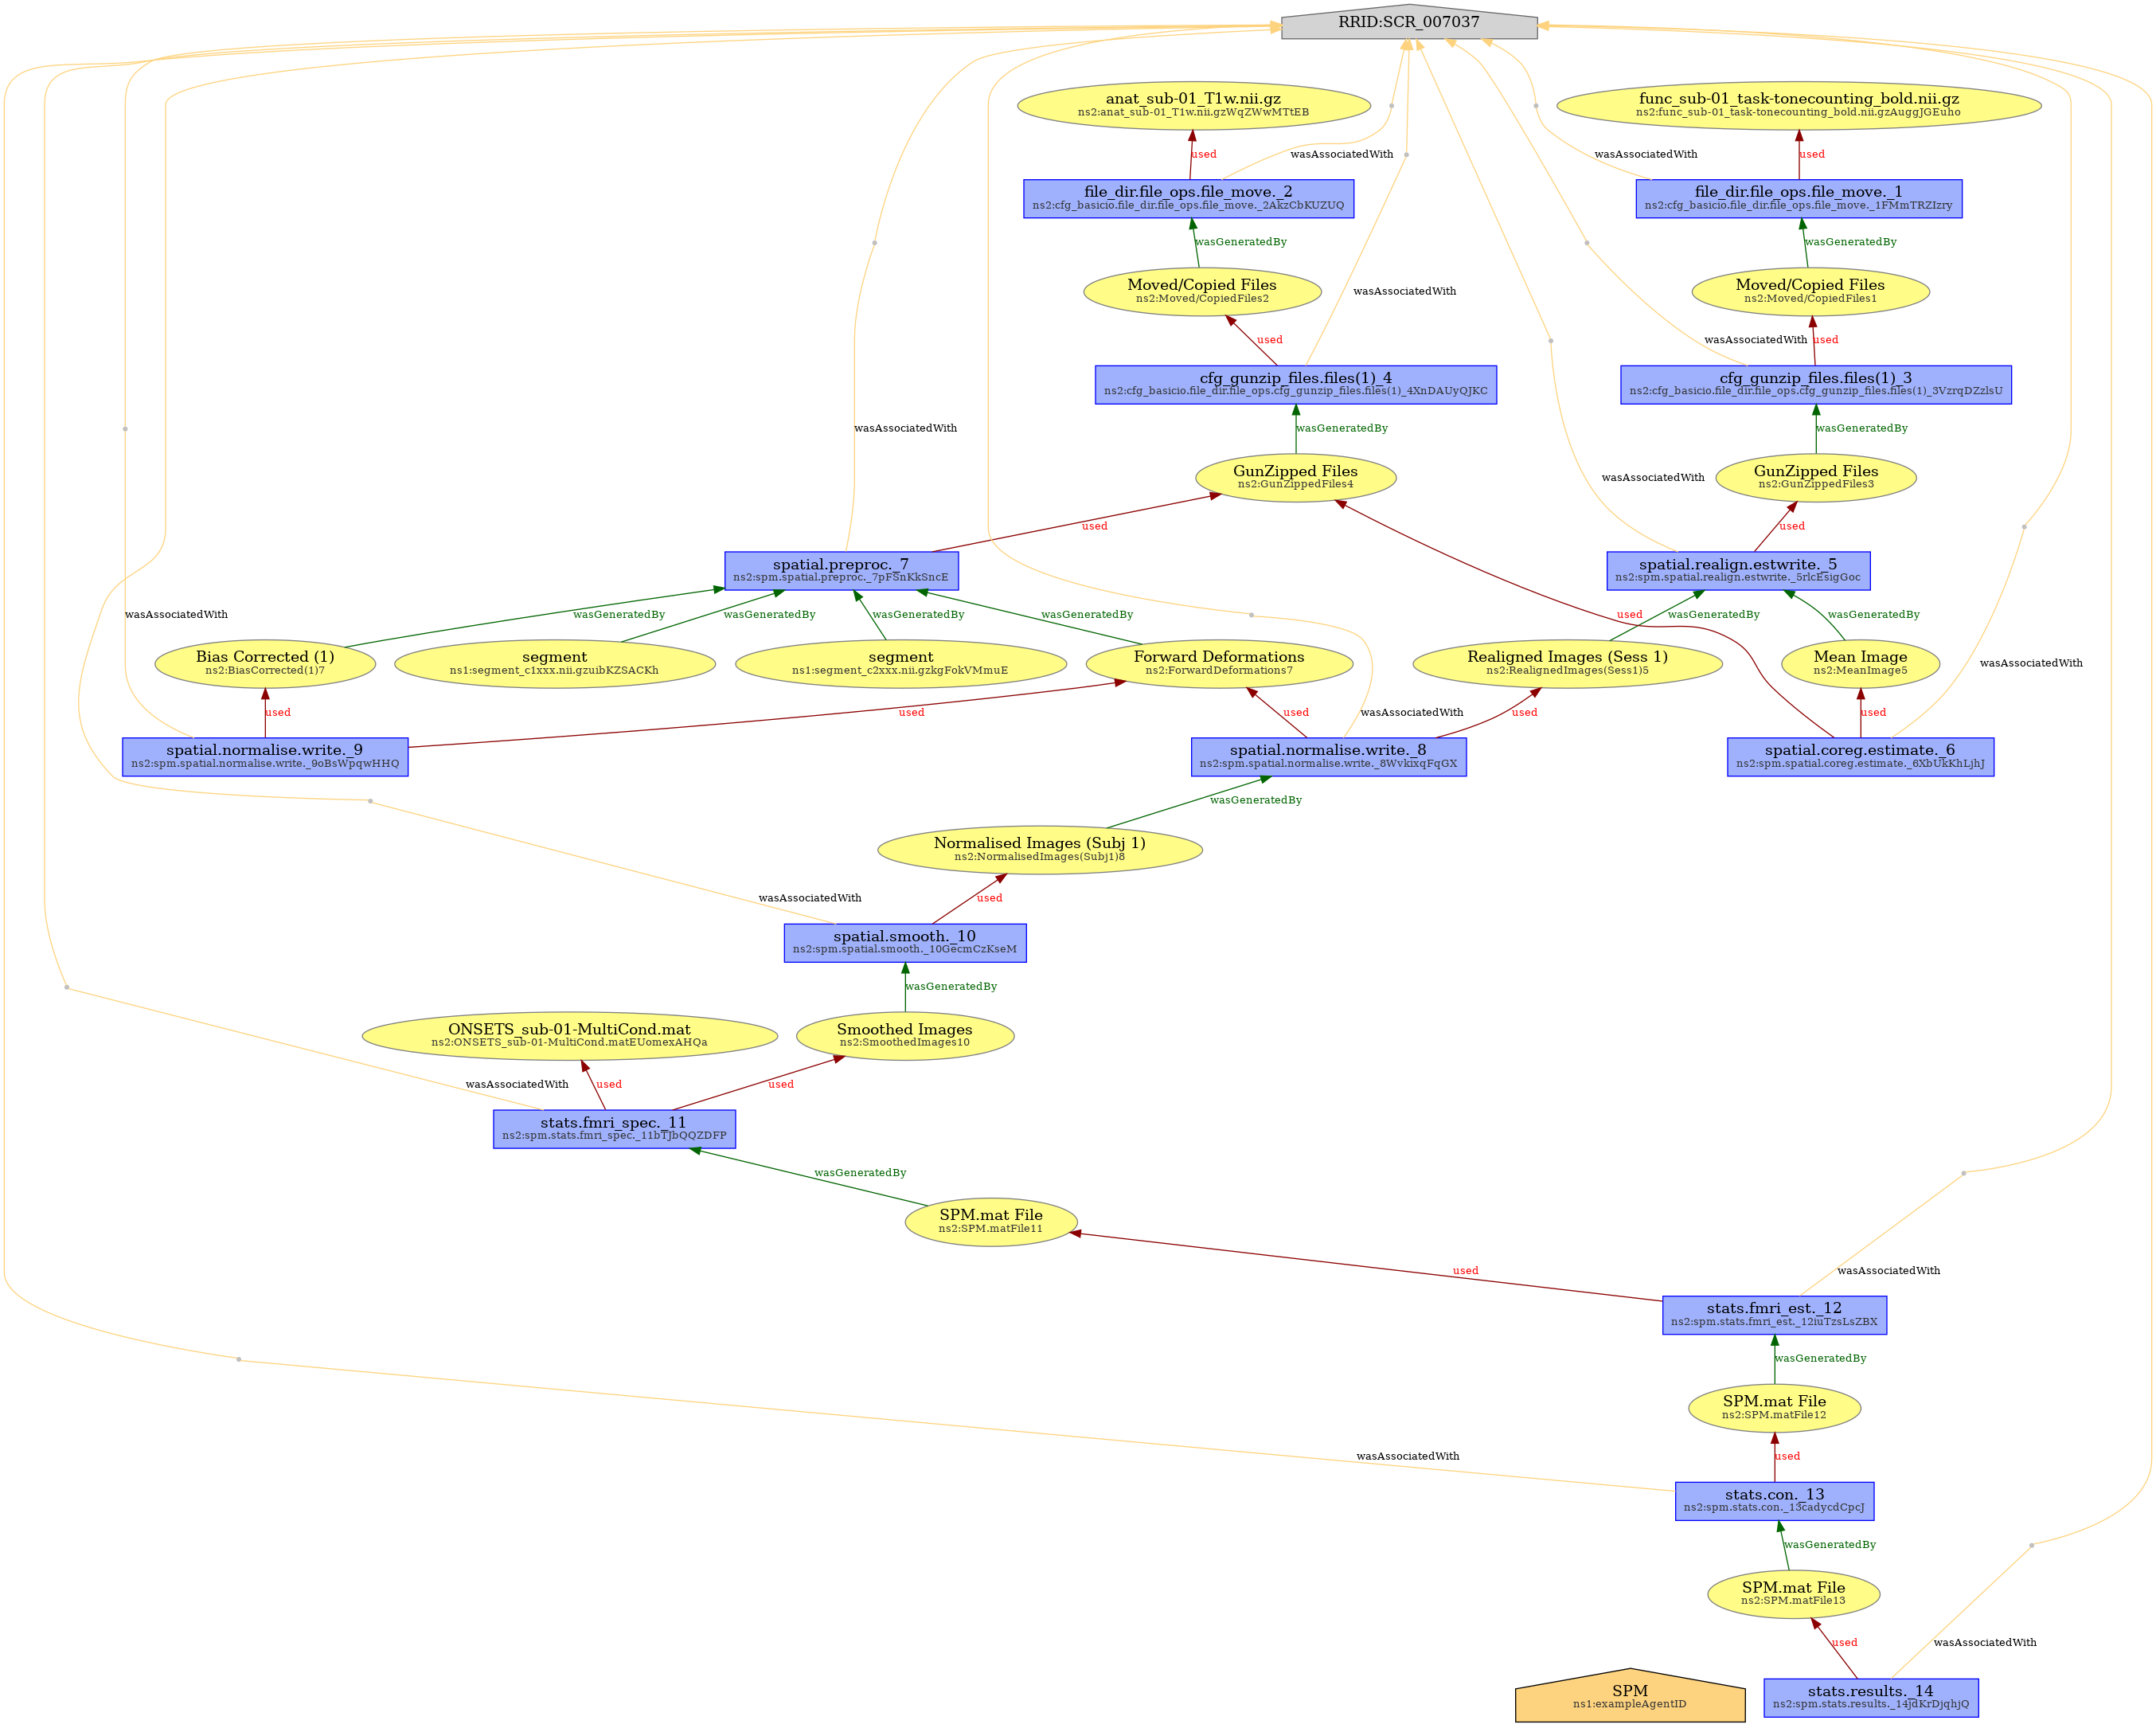 RRID:SCR_007037
anat_sub-01_T1w.nii.gz
ns2:anat_sub-01_T1w.nii.gzWqZWwMTtEB
func_sub-01_task-tonecounting_bold.nii.gz
ns2:func_sub-01_task-tonecounting_bold.nii.gzAuggJGEuho
used
wasAssociatedWith
wasAssociatedWith
used
file_dir.file_ops.file_move._2
ns2:cfg_basicio.file_dir.file_ops.file_move._2AkzCbKUZUQ
file_dir.file_ops.file_move._1
ns2:cfg_basicio.file_dir.file_ops.file_move._1FMmTRZIzry
wasGeneratedBy
wasGeneratedBy
Moved/Copied Files
ns2:Moved/CopiedFiles2
wasAssociatedWith
Moved/Copied Files
ns2:Moved/CopiedFiles1
used
wasAssociatedWith
used
cfg_gunzip_files.files(1)_4
ns2:cfg_basicio.file_dir.file_ops.cfg_gunzip_files.files(1)_4XnDAUyQJKC
cfg_gunzip_files.files(1)_3
ns2:cfg_basicio.file_dir.file_ops.cfg_gunzip_files.files(1)_3VzrqDZzlsU
wasAssociatedWith
wasGeneratedBy
wasGeneratedBy
GunZipped Files
ns2:GunZippedFiles4
wasAssociatedWith
GunZipped Files
ns2:GunZippedFiles3
used
used
spatial.preproc._7
ns2:spm.spatial.preproc._7pFSnKkSncE
spatial.realign.estwrite._5
ns2:spm.spatial.realign.estwrite._5rlcEsigGoc
wasAssociatedWith
wasGeneratedBy
wasGeneratedBy
wasGeneratedBy
wasGeneratedBy
used
wasGeneratedBy
wasGeneratedBy
Bias Corrected (1)
ns2:BiasCorrected(1)7
segment
ns1:segment_c1xxx.nii.gzuibKZSACKh
segment
ns1:segment_c2xxx.nii.gzkgFokVMmuE
Forward Deformations
ns2:ForwardDeformations7
Realigned Images (Sess 1)
ns2:RealignedImages(Sess1)5
Mean Image
ns2:MeanImage5
wasAssociatedWith
used
used
used
wasAssociatedWith
used
used
spatial.normalise.write._9
ns2:spm.spatial.normalise.write._9oBsWpqwHHQ
spatial.normalise.write._8
ns2:spm.spatial.normalise.write._8WvkixqFqGX
spatial.coreg.estimate._6
ns2:spm.spatial.coreg.estimate._6XbUkKhLjhJ
wasGeneratedBy
Normalised Images (Subj 1)
ns2:NormalisedImages(Subj1)8
wasAssociatedWith
used
spatial.smooth._10
ns2:spm.spatial.smooth._10GecmCzKseM
wasGeneratedBy
ONSETS_sub-01-MultiCond.mat
ns2:ONSETS_sub-01-MultiCond.matEUomexAHQa
Smoothed Images
ns2:SmoothedImages10
wasAssociatedWith
used
used
stats.fmri_spec._11
ns2:spm.stats.fmri_spec._11bTJbQQZDFP
wasGeneratedBy
SPM.mat File
ns2:SPM.matFile11
used
wasAssociatedWith
stats.fmri_est._12
ns2:spm.stats.fmri_est._12iuTzsLsZBX
wasGeneratedBy
SPM.mat File
ns2:SPM.matFile12
wasAssociatedWith
used
stats.con._13
ns2:spm.stats.con._13cadycdCpcJ
wasGeneratedBy
SPM.mat File
ns2:SPM.matFile13
used
wasAssociatedWith
SPM
ns1:exampleAgentID
stats.results._14
ns2:spm.stats.results._14jdKrDjqhjQ